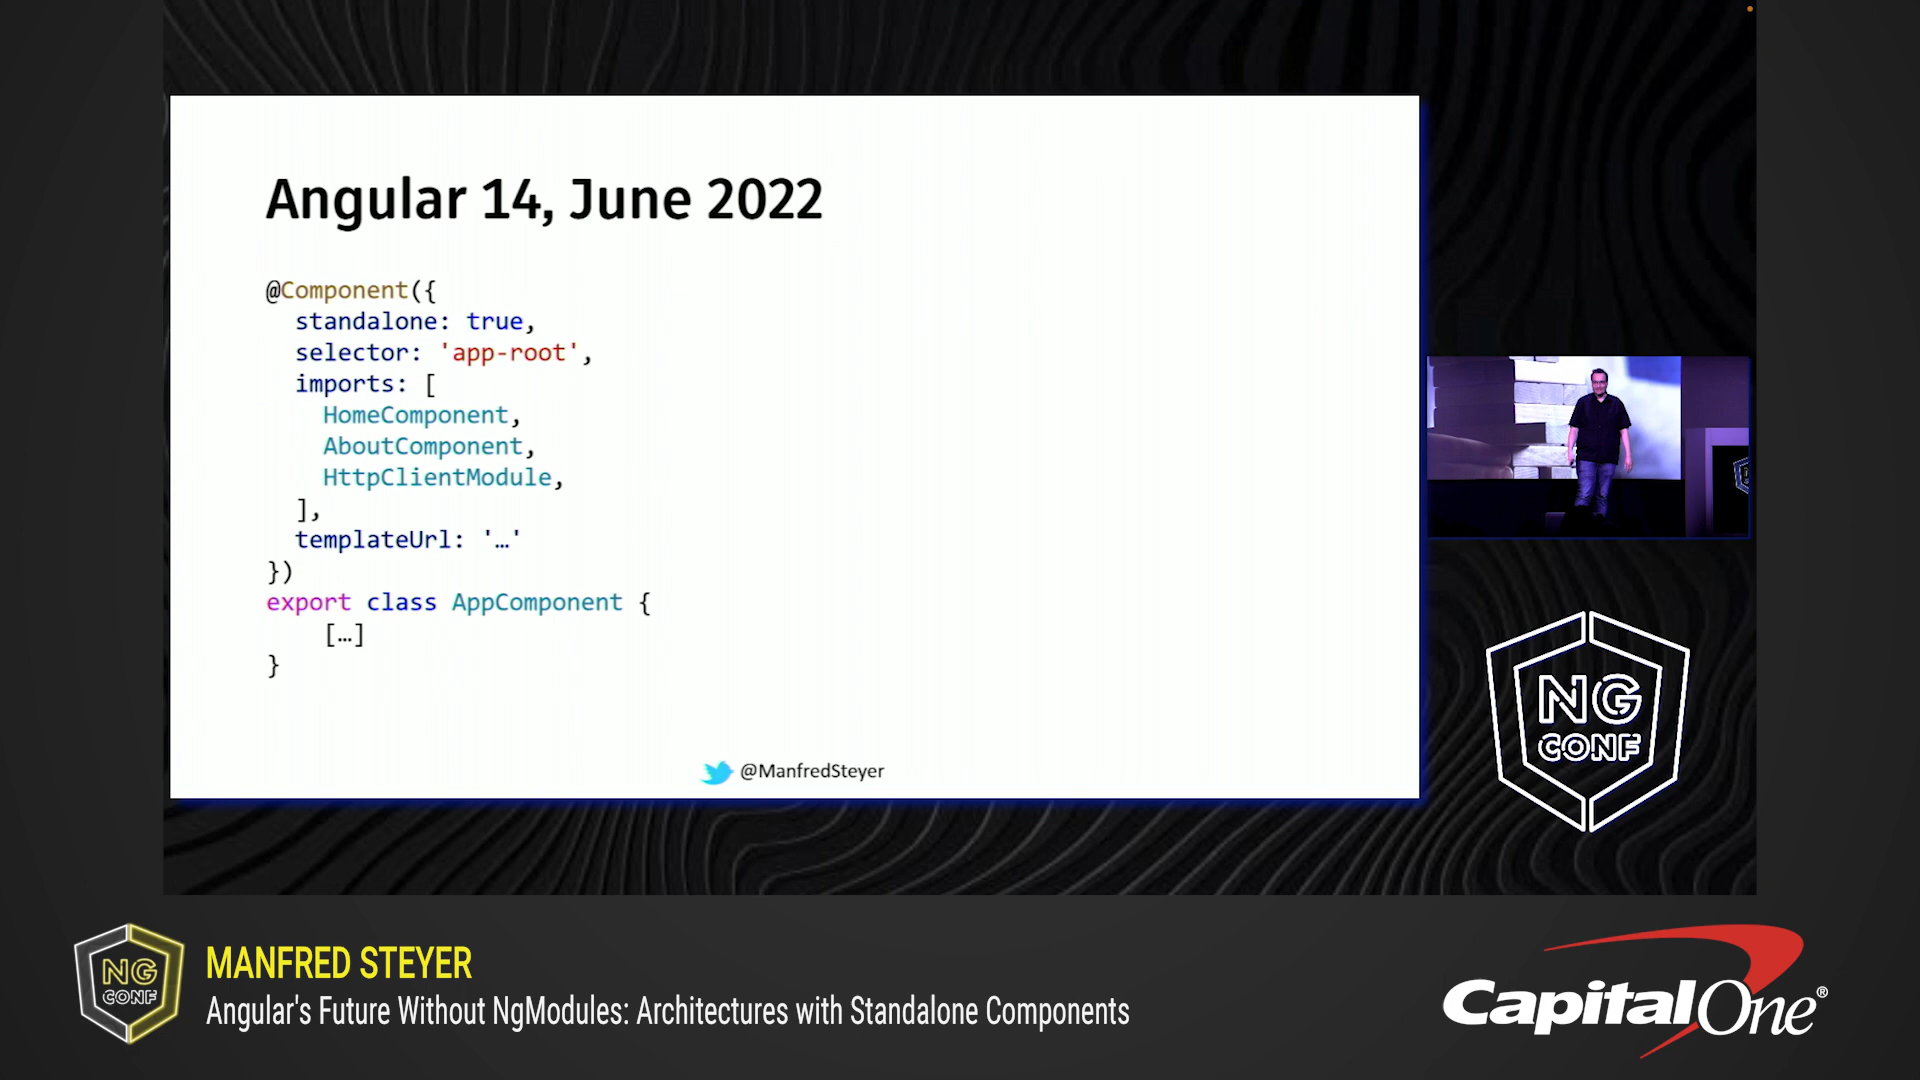 Angular 14, June 2022
@Component({
  standalone: true,
  selector: 'app-root',
  imports: [
    HomeComponent,
    AboutComponent,
    HttpClientModule,
  ],
  templateUrl: '…'
})
export class AppComponent {
    […]
}
@ManfredSteyer
NG
CONF
NG
CONF
MANFRED STEYER
Angular's Future Without NgModules: Architectures with Standalone Components
CapitalOne®